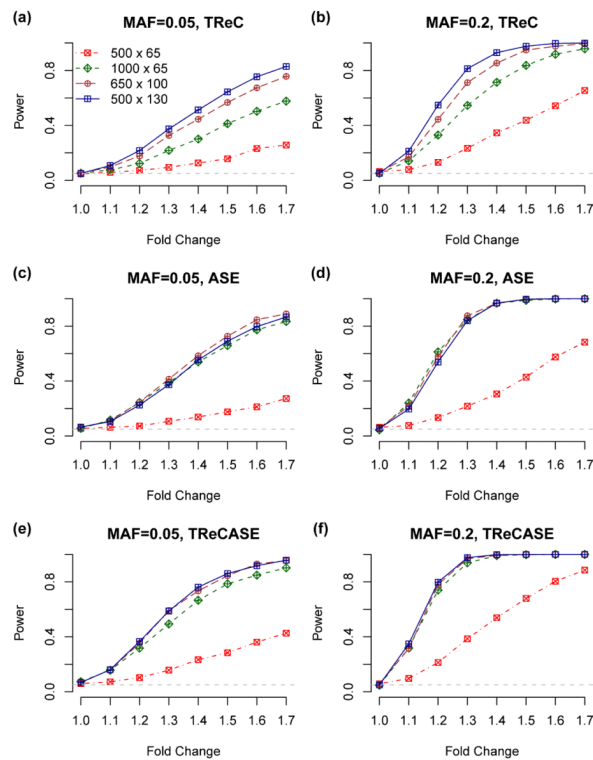 (a) MAF=0.05, TReC
500 x 65
1000 x 65
650 x 100
500 x 130
Power
0.0 0.4 0.8
1.0 1.1 1.2 1.3 1.4 1.5 1.6 1.7
Fold Change
(b) MAF=0.2, TReC
Power
0.0 0.4 0.8
1.0 1.1 1.2 1.3 1.4 1.5 1.6 1.7
Fold Change
(c) MAF=0.05, ASE
Power
0.0 0.4 0.8
1.0 1.1 1.2 1.3 1.4 1.5 1.6 1.7
Fold Change
(d) MAF=0.2, ASE
Power
0.0 0.4 0.8
1.0 1.1 1.2 1.3 1.4 1.5 1.6 1.7
Fold Change
(e) MAF=0.05, TReCASE
Power
0.0 0.4 0.8
1.0 1.1 1.2 1.3 1.4 1.5 1.6 1.7
Fold Change
(f) MAF=0.2, TReCASE
Power
0.0 0.4 0.8
1.0 1.1 1.2 1.3 1.4 1.5 1.6 1.7
Fold Change